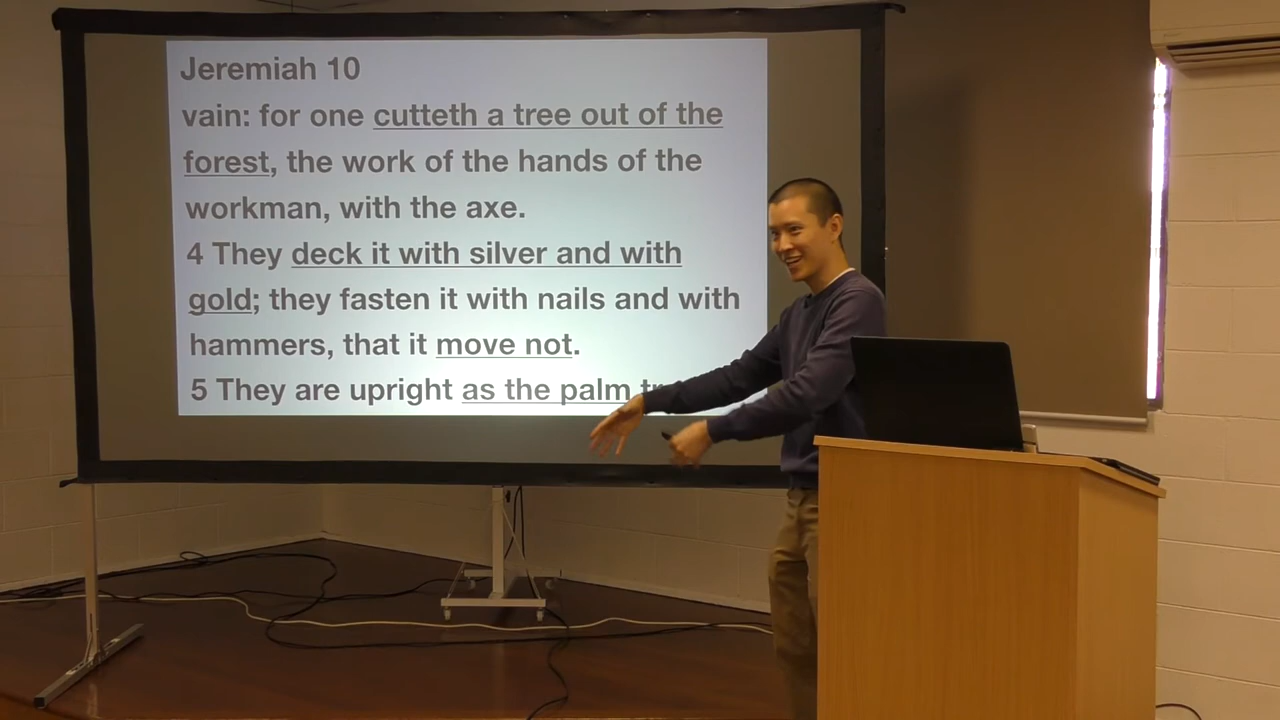 Jeremiah 10
vain: for one cutteth a tree out of the
forest, the work of the hands of the
workman, with the axe.
4 They deck it with silver and with
gold; they fasten it with nails and with
hammers, that it move not.
5 They are upright as the palm